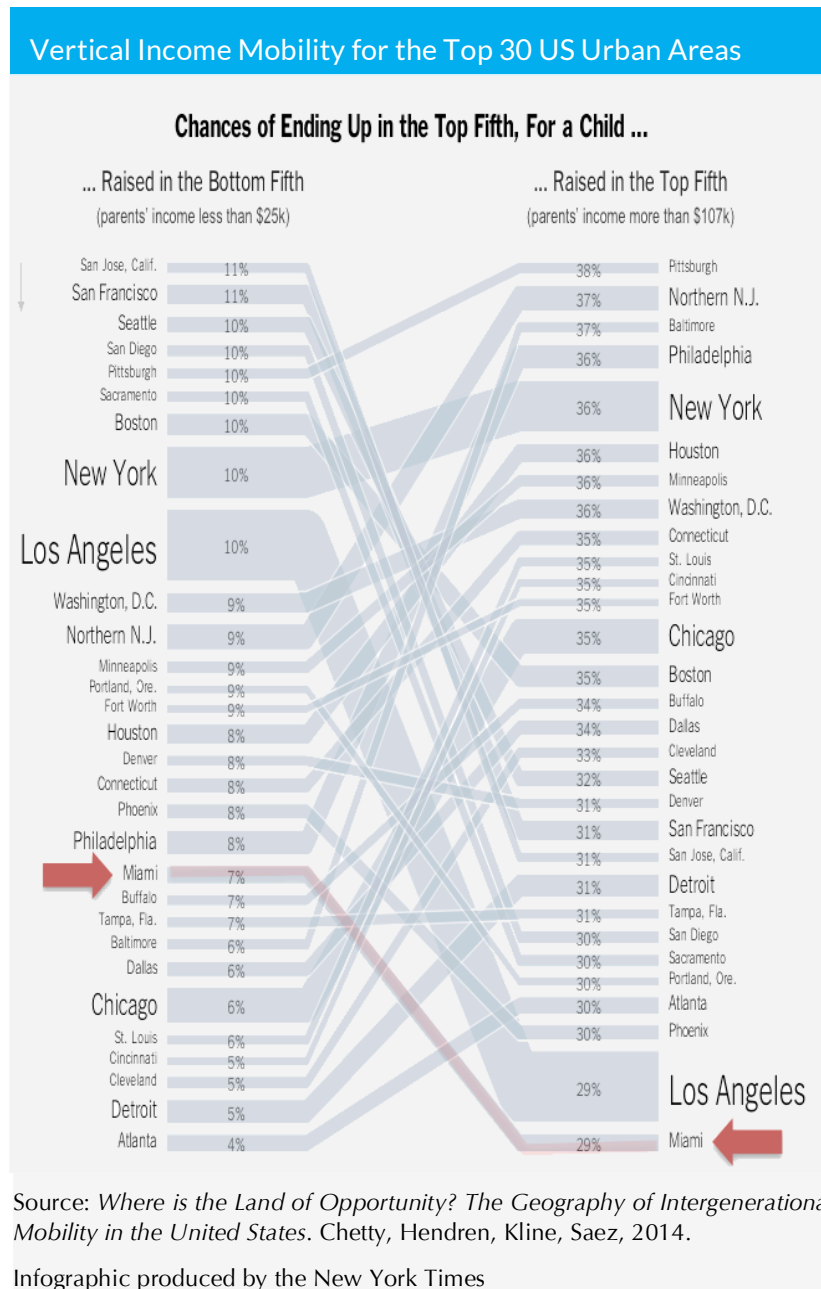 Vertical Income Mobility for the Top 30 US Urban Areas
Chances of Ending Up in the Top Fifth, For a Child ...
... Raised in the Bottom Fifth
(parents' income less than $25k)
San Jose, Calif. 11%
San Francisco 11%
Seattle 10%
San Diego 10%
Pittsburgh 10%
Sacramento 10%
Boston 10%
New York 10%
Los Angeles 10%
Washington, D.C. 9%
Northern N.J. 9%
Minneapolis 9%
Portland, Ore. 9%
Fort Worth 9%
Houston 8%
Denver 8%
Connecticut 8%
Phoenix 8%
Philadelphia 8%
Miami 7%
Buffalo 7%
Tampa, Fla. 7%
Baltimore 6%
Dallas 6%
Chicago 6%
St. Louis 6%
Cincinnati 5%
Cleveland 5%
Detroit 5%
Atlanta 4%
... Raised in the Top Fifth
(parents' income more than $107k)
38% Pittsburgh
37% Northern N.J.
37% Baltimore
36% Philadelphia
36% New York
36% Houston
36% Minneapolis
36% Washington, D.C.
35% Connecticut
35% St. Louis
35% Cincinnati
35% Fort Worth
35% Chicago
35% Boston
34% Buffalo
34% Dallas
33% Cleveland
32% Seattle
31% Denver
31% San Francisco
31% San Jose, Calif.
31% Detroit
31% Tampa, Fla.
30% San Diego
30% Sacramento
30% Portland, Ore.
30% Atlanta
30% Phoenix
29% Los Angeles
29% Miami
Source: Where is the Land of Opportunity? The Geography of Intergenerationa
Mobility in the United States. Chetty, Hendren, Kline, Saez, 2014.
Infographic produced by the New York Times